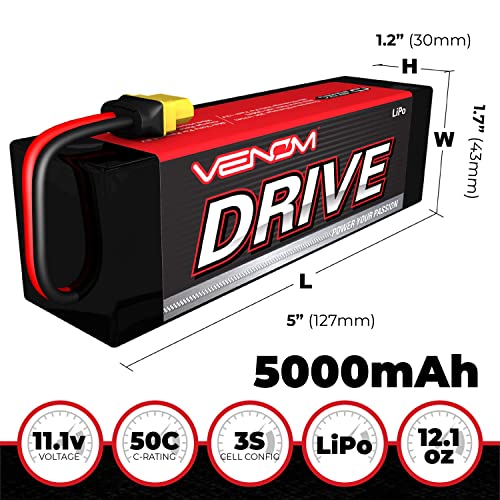 1.2” (30mm)
H
LiPo
1.7” (43mm)
W
VENOM
DRIVE
POWER YOUR PASSION
L
5” (127mm)
5000mAh
11.1v
VOLTAGE
50C
C-RATING
3S
CELL CONFIG
LiPo
12.1
OZ